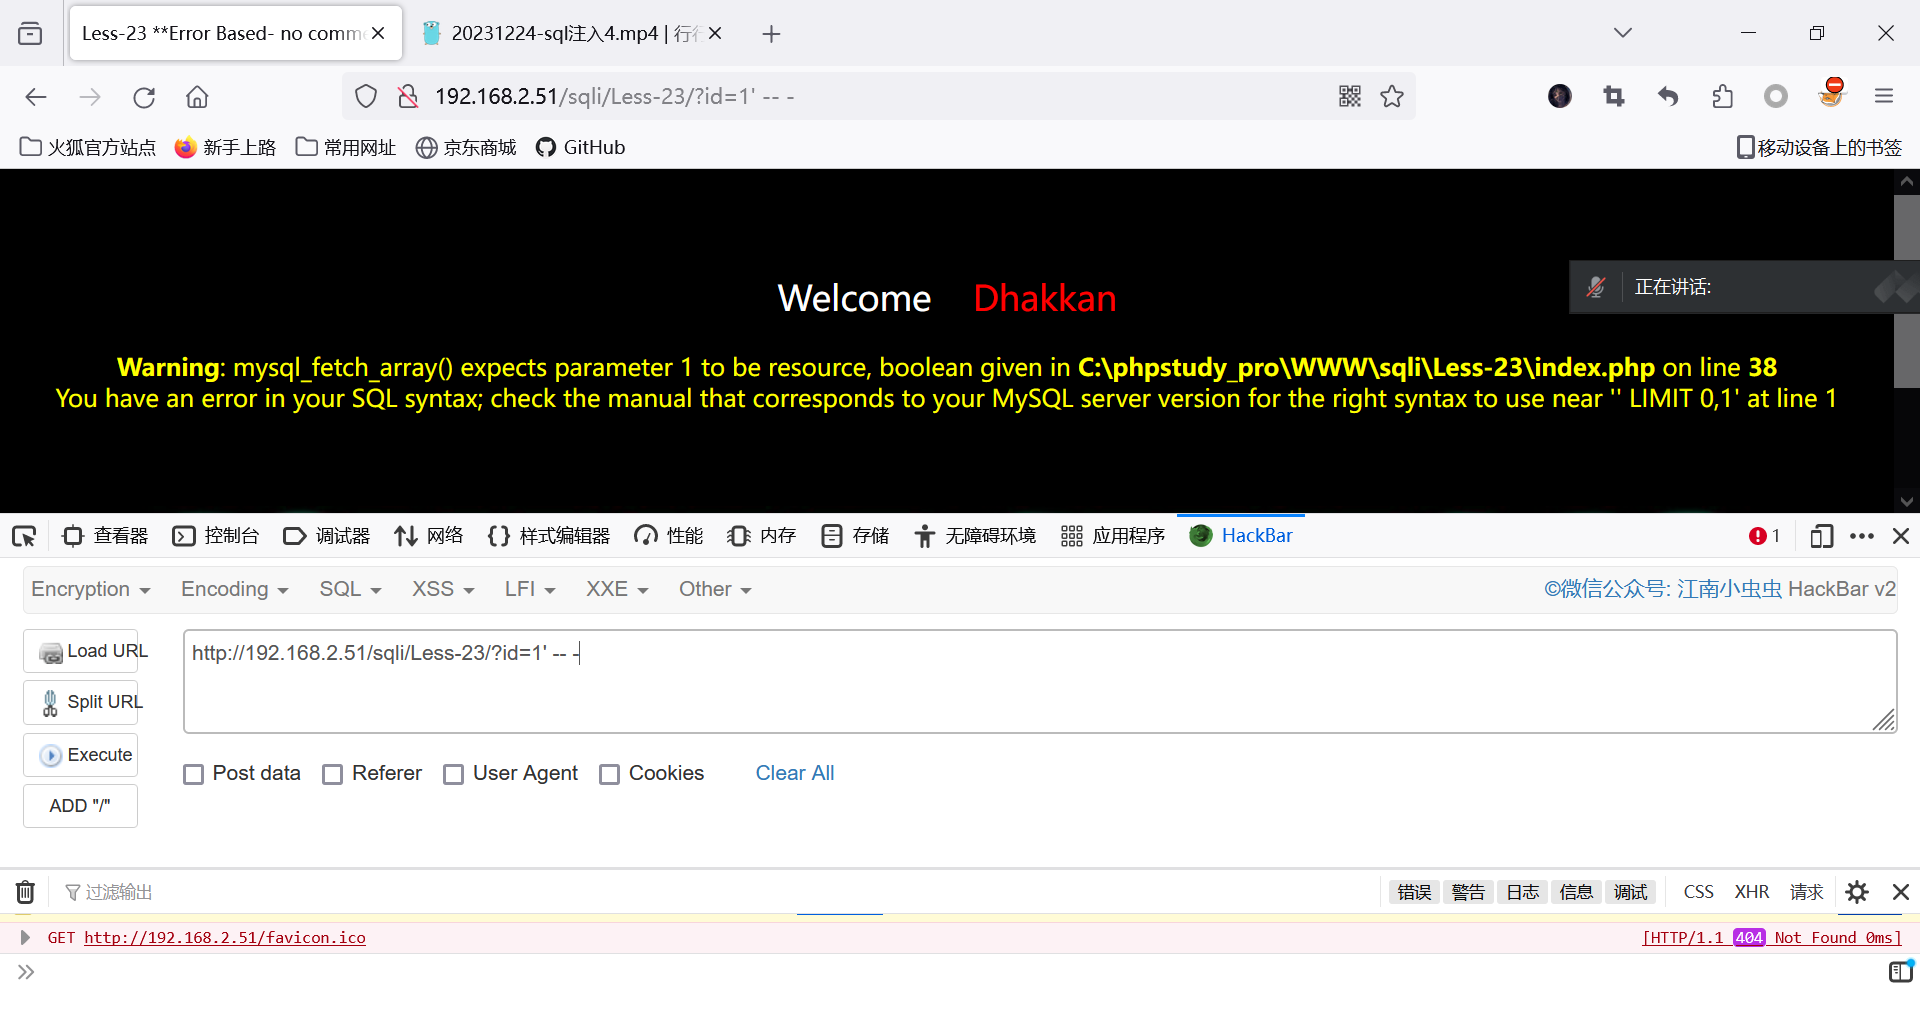 Less-23 **Error Based- no comm
20231224-sql注入4.mp4 | 行
192.168.2.51/sqli/Less-23/?id=1' -- -
火狐官方站点
新手上路
常用网址
京东商城
GitHub
移动设备上的书签
Welcome Dhakkan
正在讲话:
Warning: mysql_fetch_array() expects parameter 1 to be resource, boolean given in C:\phpstudy_pro\WWW\sqli\Less-23\index.php on line 38
You have an error in your SQL syntax; check the manual that corresponds to your MySQL server version for the right syntax to use near '' LIMIT 0,1' at line 1
查看器 控制台 调试器 网络 样式编辑器 性能 内存 存储 无障碍环境 应用程序 HackBar 1
Encryption Encoding SQL XSS LFI XXE Other ©微信公众号: 江南小虫虫 HackBar v2
Load URL
http://192.168.2.51/sqli/Less-23/?id=1' -- -
Split URL
Execute
Post data Referer User Agent Cookies Clear All
ADD "/"
过滤输出
错误 警告 日志 信息 调试 CSS XHR 请求
GET http://192.168.2.51/favicon.ico [HTTP/1.1 404 Not Found 0ms]